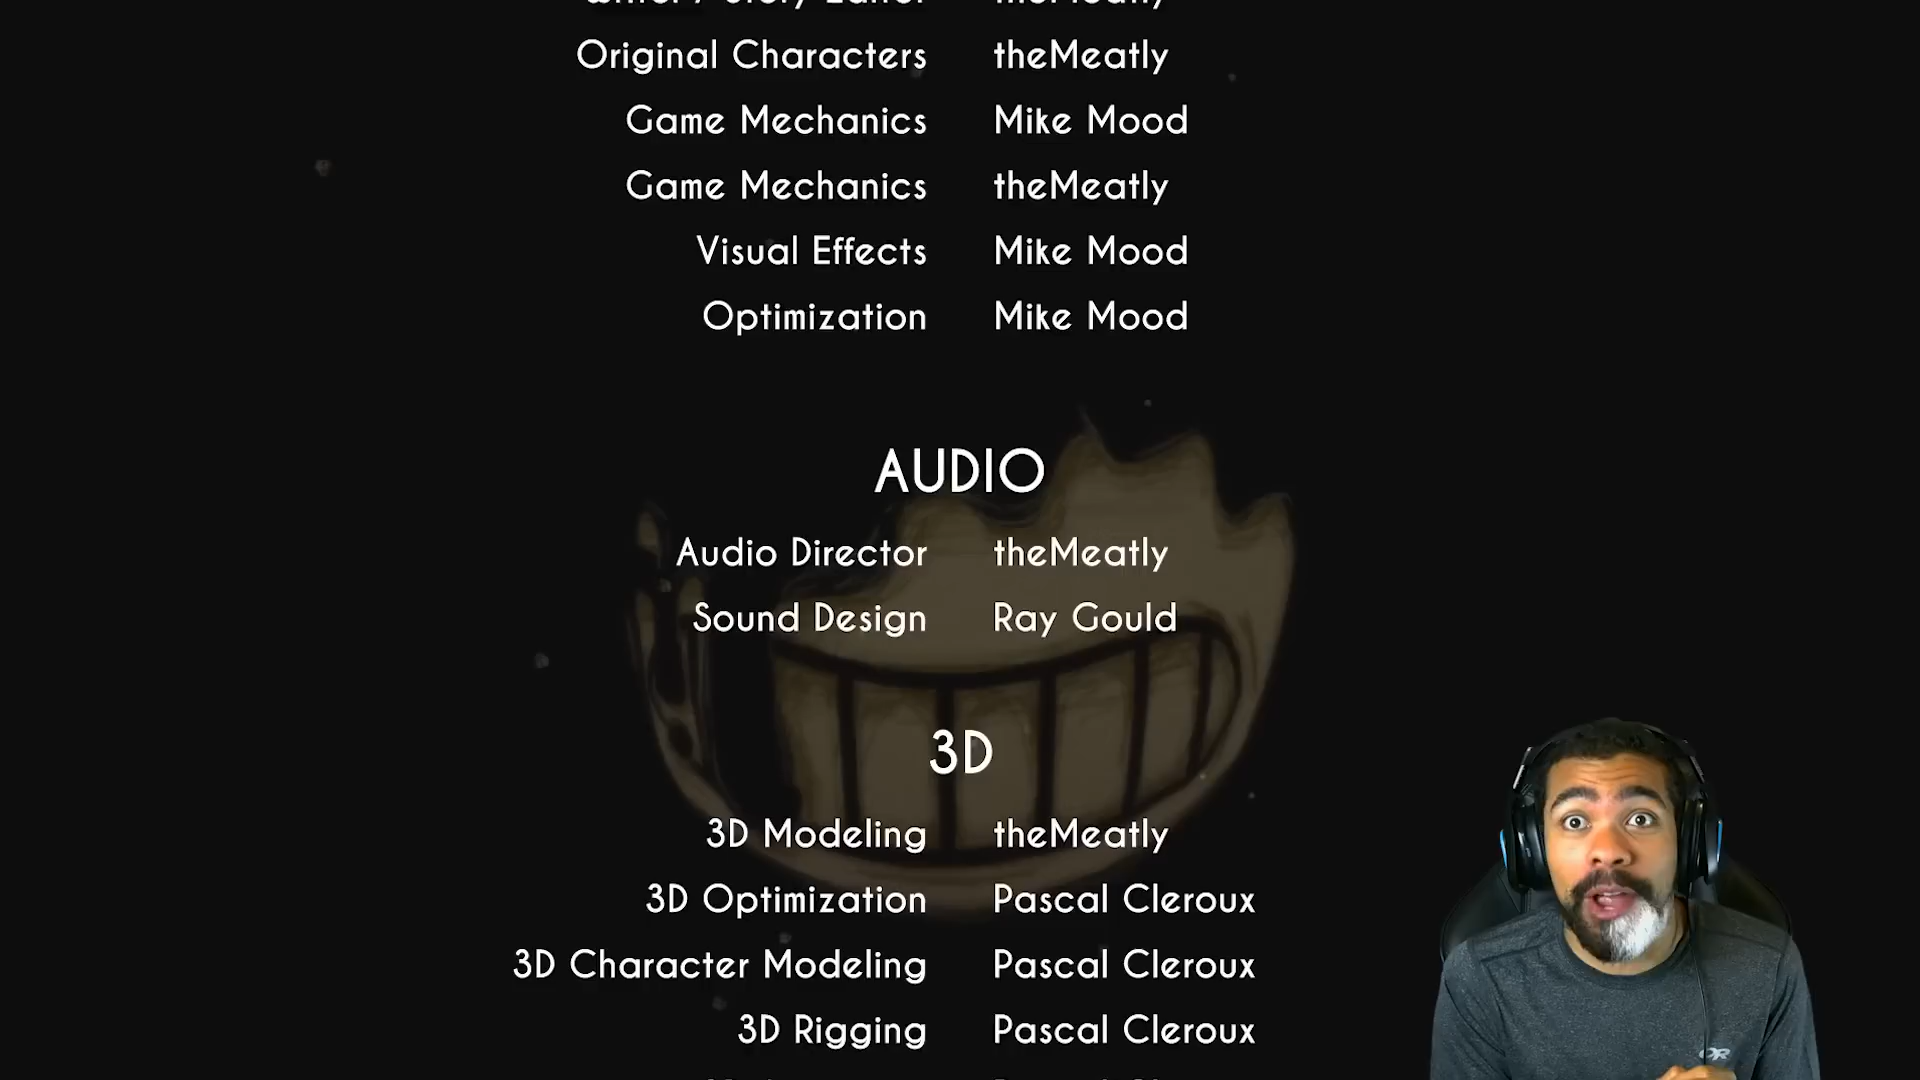 Original Characters theMeatly
Game Mechanics Mike Mood
Game Mechanics theMeatly
Visual Effects Mike Mood
Optimization Mike Mood
AUDIO
Audio Director theMeatly
Sound Design Ray Gould
3D
3D Modeling theMeatly
3D Optimization Pascal Cleroux
3D Character Modeling Pascal Cleroux
3D Rigging Pascal Cleroux
OR